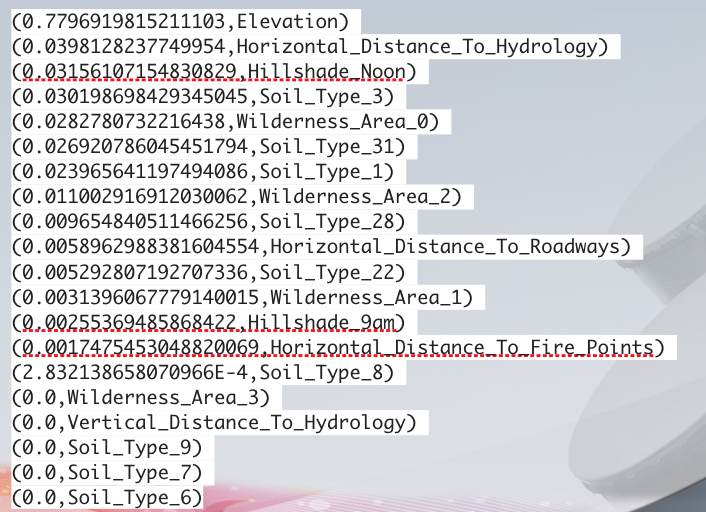 (0.7796919815211103,Elevation)
(0.0398128237749954,Horizontal_Distance_To_Hydrology)
(0.03156107154830829,Hillshade_Noon)
(0.030198698429345045,Soil_Type_3)
(0.0282780732216438,Wilderness_Area_0)
(0.026920786045451794,Soil_Type_31)
(0.023965641197494086,Soil_Type_1)
(0.011002916912030062,Wilderness_Area_2)
(0.009654840511466256,Soil_Type_28)
(0.0058962988381604554,Horizontal_Distance_To_Roadways)
(0.005292807192707336,Soil_Type_22)
(0.0031396067779140015,Wilderness_Area_1)
(0.00255369485868422,Hillshade_9am)
(0.0017475453048820069,Horizontal_Distance_To_Fire_Points)
(2.832138658070966E-4,Soil_Type_8)
(0.0,Wilderness_Area_3)
(0.0,Vertical_Distance_To_Hydrology)
(0.0,Soil_Type_9)
(0.0,Soil_Type_7)
(0.0,Soil_Type_6)